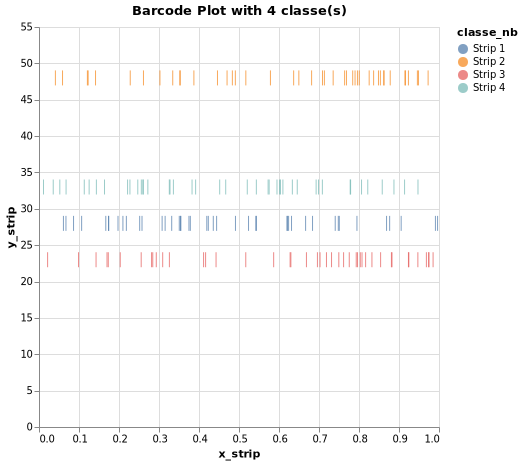 Barcode Plot with 4 classe(s)
classe_nb
Strip 1
Strip 2
Strip 3
Strip 4
y_strip
55
50
45
40
35
30
25
20
15
10
5
0
0.0 0.1 0.2 0.3 0.4 0.5 0.6 0.7 0.8 0.9 1.0
x_strip